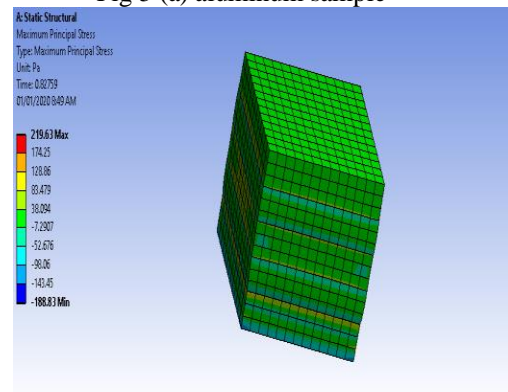 Fig 3 (a) aluminum sample
A: Static Structural
Maximum Principal Stress
Type: Maximum Principal Stress
Unit: Pa
Time: 0.82759
01/01/2020 8:49 AM
219.63 Max
174.25
128.86
83.479
38.094
-7.2907
-52.676
-98.06
-143.45
-188.83 Min